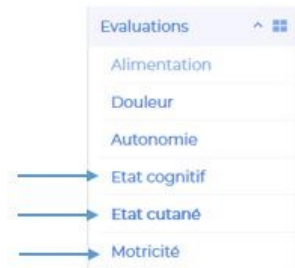 Evaluations
Alimentation
Douleur
Autonomie
Etat cognitif
Etat cutané
Motricité